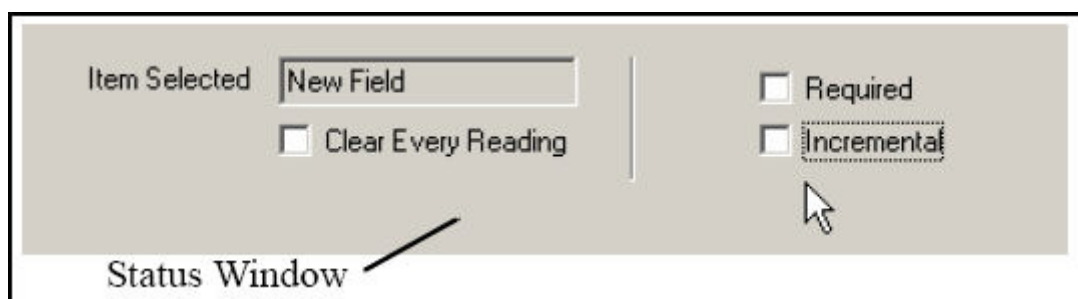 Item Selected New Field
Clear Every Reading
Required
Incremental
Status Window